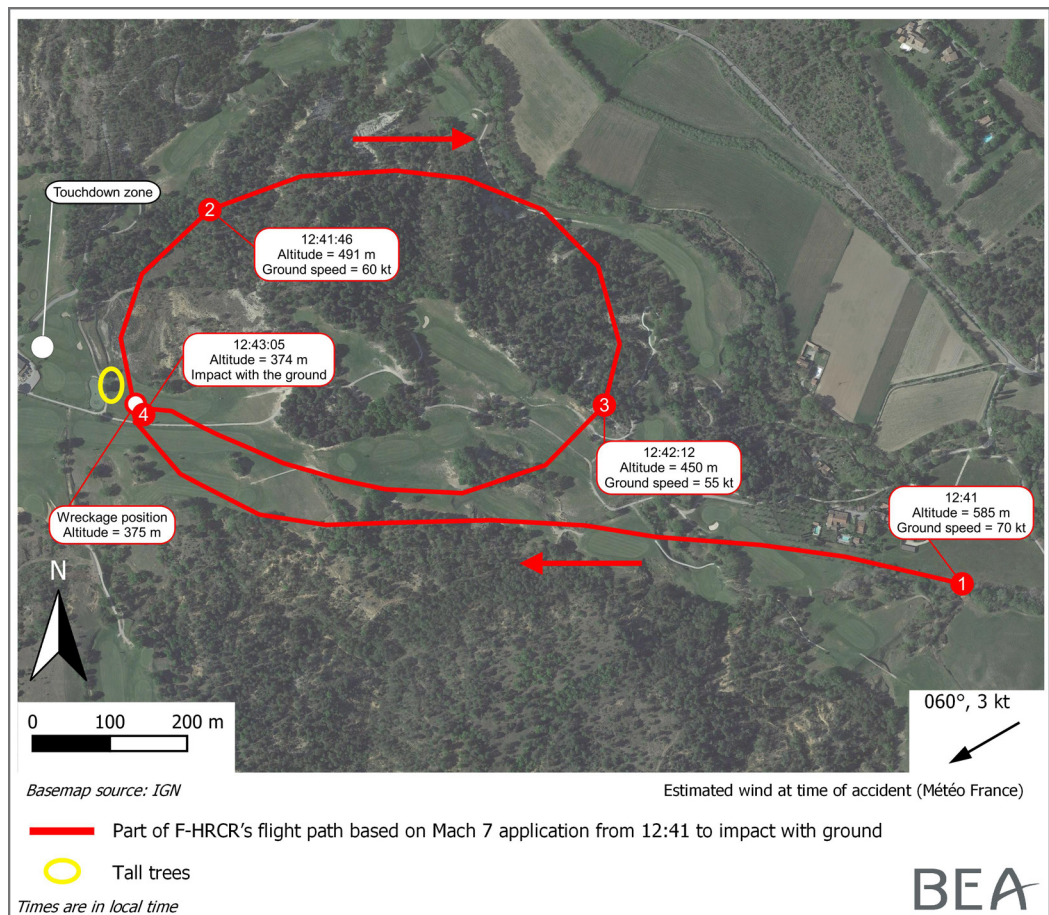 Touchdown zone
2
12:41:46
Altitude = 491 m
Ground speed = 60 kt
12:43:05
Altitude = 374 m
Impact with the ground
4
3
12:42:12
Altitude = 450 m
Ground speed = 55 kt
12:41
Altitude = 585 m
Ground speed = 70 kt
1
Wreckage position
Altitude = 375 m
N
0 100 200 m
060°, 3 kt
Basemap source: IGN
Estimated wind at time of accident (Météo France)
Part of F-HRCR's flight path based on Mach 7 application from 12:41 to impact with ground
Tall trees
Times are in local time
BEA